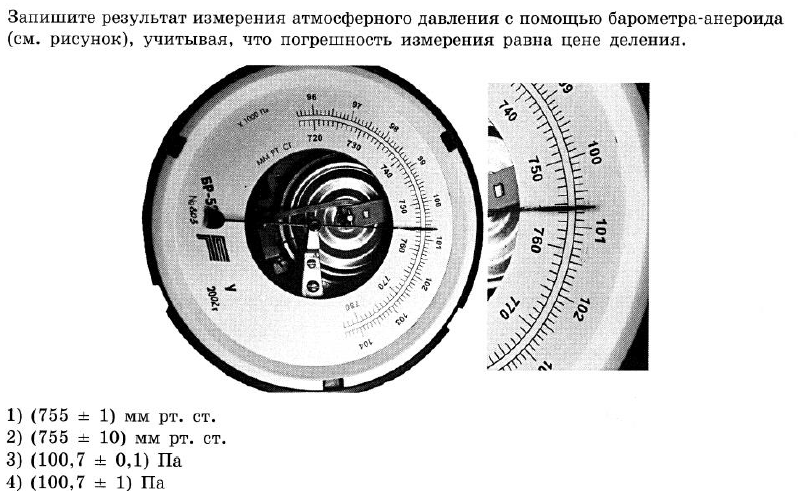 Запишите результат измерения атмосферного давления с помощью барометра-анероида
(см. рисунок), учитывая, что погрешность измерения равна цене деления.
x 1000 Па
96
97
98
99
100
101
102
103
104
ММ РТ. СТ
720
730
740
750
760
770
780
БР-5
№805
V
99
740
100
750
101
760
102
770
1) (755 ± 1) мм рт. ст.
2) (755 ± 10) мм рт. ст.
3) (100,7 ± 0,1) Па
4) (100,7 ± 1) Па